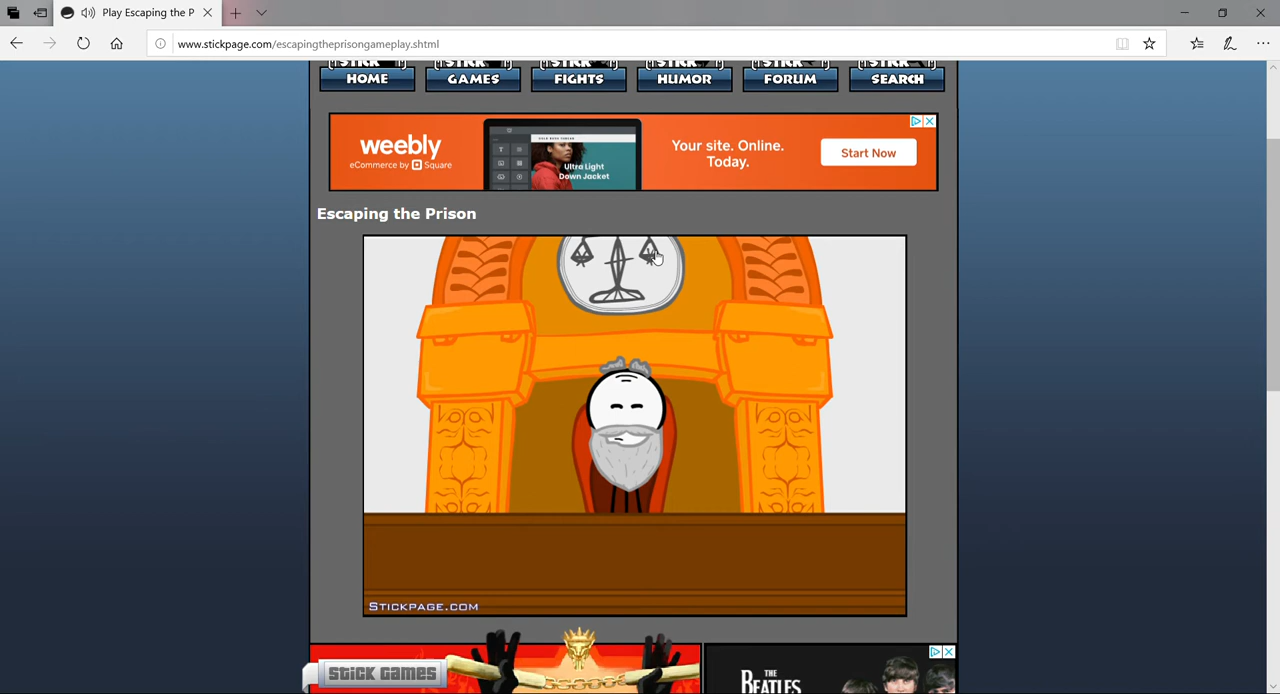 Play Escaping the P
www.stickpage.com/escapingtheprisongameplay.shtml
HOME GAMES FIGHTS HUMOR FORUM SEARCH
weebly
eCommerce by Square
Ultra Light
Down Jacket
Your site. Online.
Today.
Start Now
Escaping the Prison
STICKPAGE.COM
STICK GAMES
THE
BEATLES